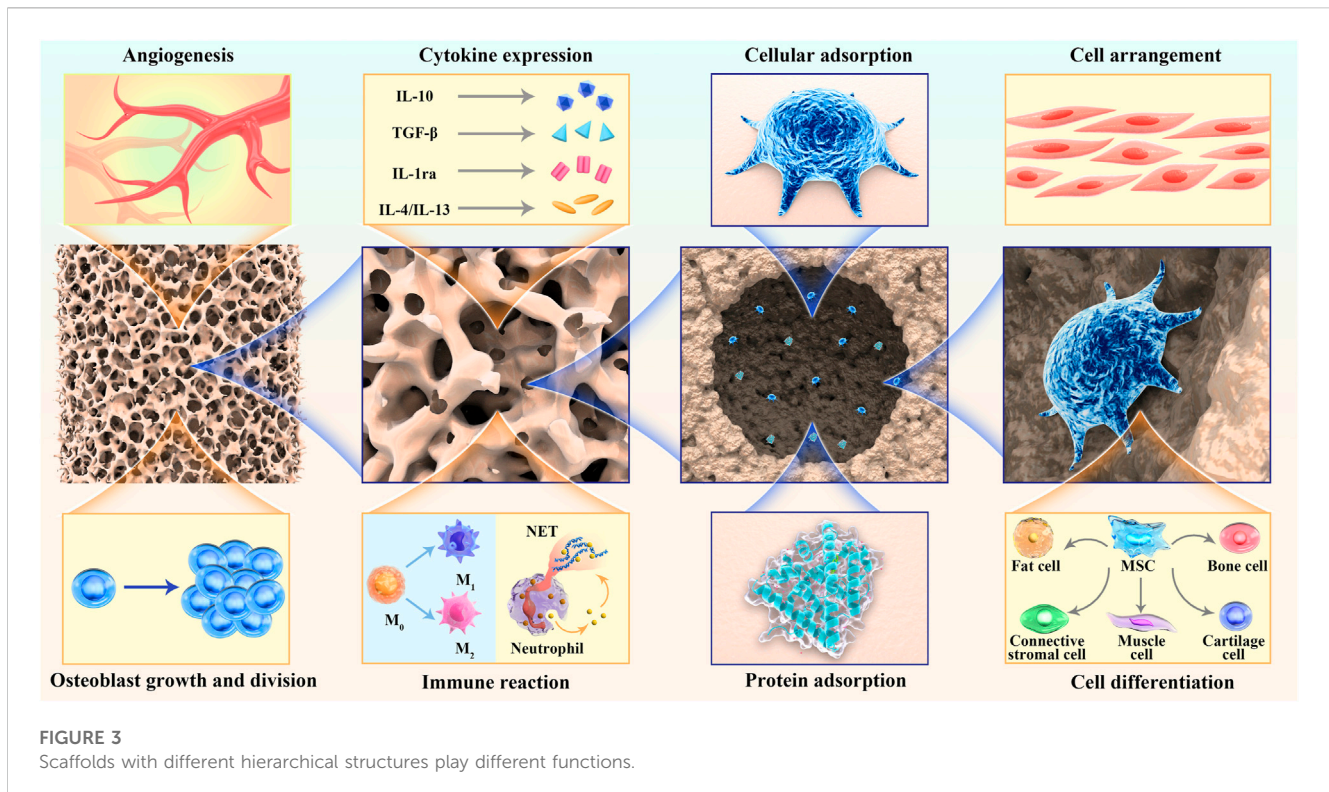 Angiogenesis
Cytokine expression
Cellular adsorption
Cell arrangement
IL-10
TGF-β
IL-1ra
IL-4/IL-13
NET
M₁
M₀
M₂
Neutrophil
Fat cell
MSC
Bone cell
Connective
stromal cell
Muscle
cell
Cartilage
cell
Osteoblast growth and division
Immune reaction
Protein adsorption
Cell differentiation
FIGURE 3
Scaffolds with different hierarchical structures play different functions.